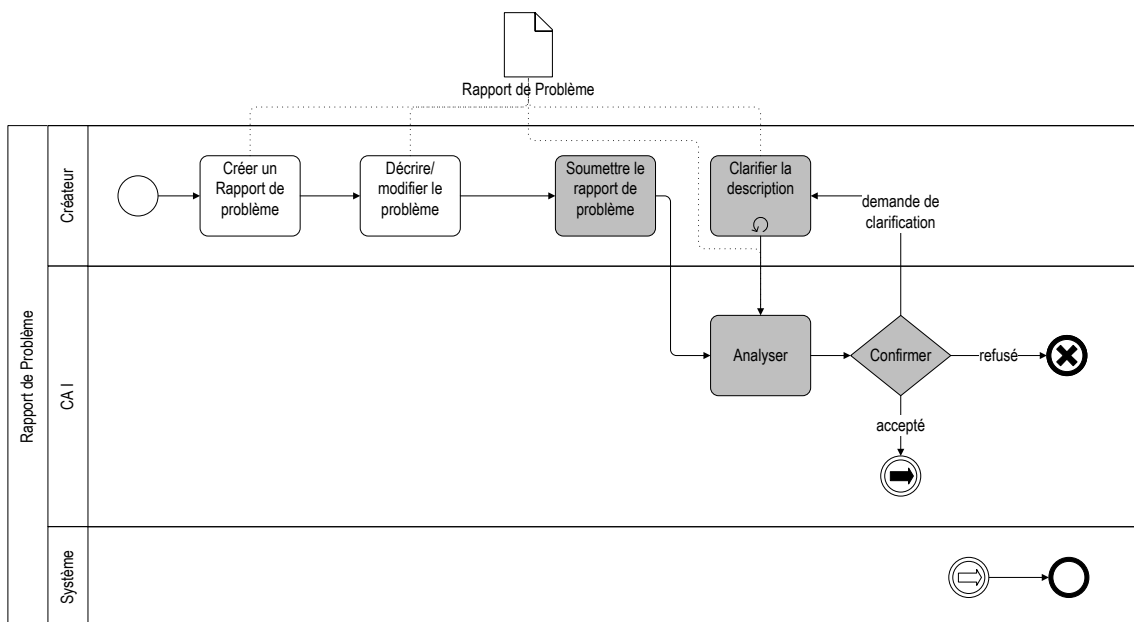 Rapport de Problème
Rapport de Problème
Créateur
Créer un
Rapport de
problème
Décrire/
modifier le
problème
Soumettre le
rapport de
problème
Clarifier la
description
demande de
clarification
CA I
Analyser
Confirmer
refusé
accepté
Système